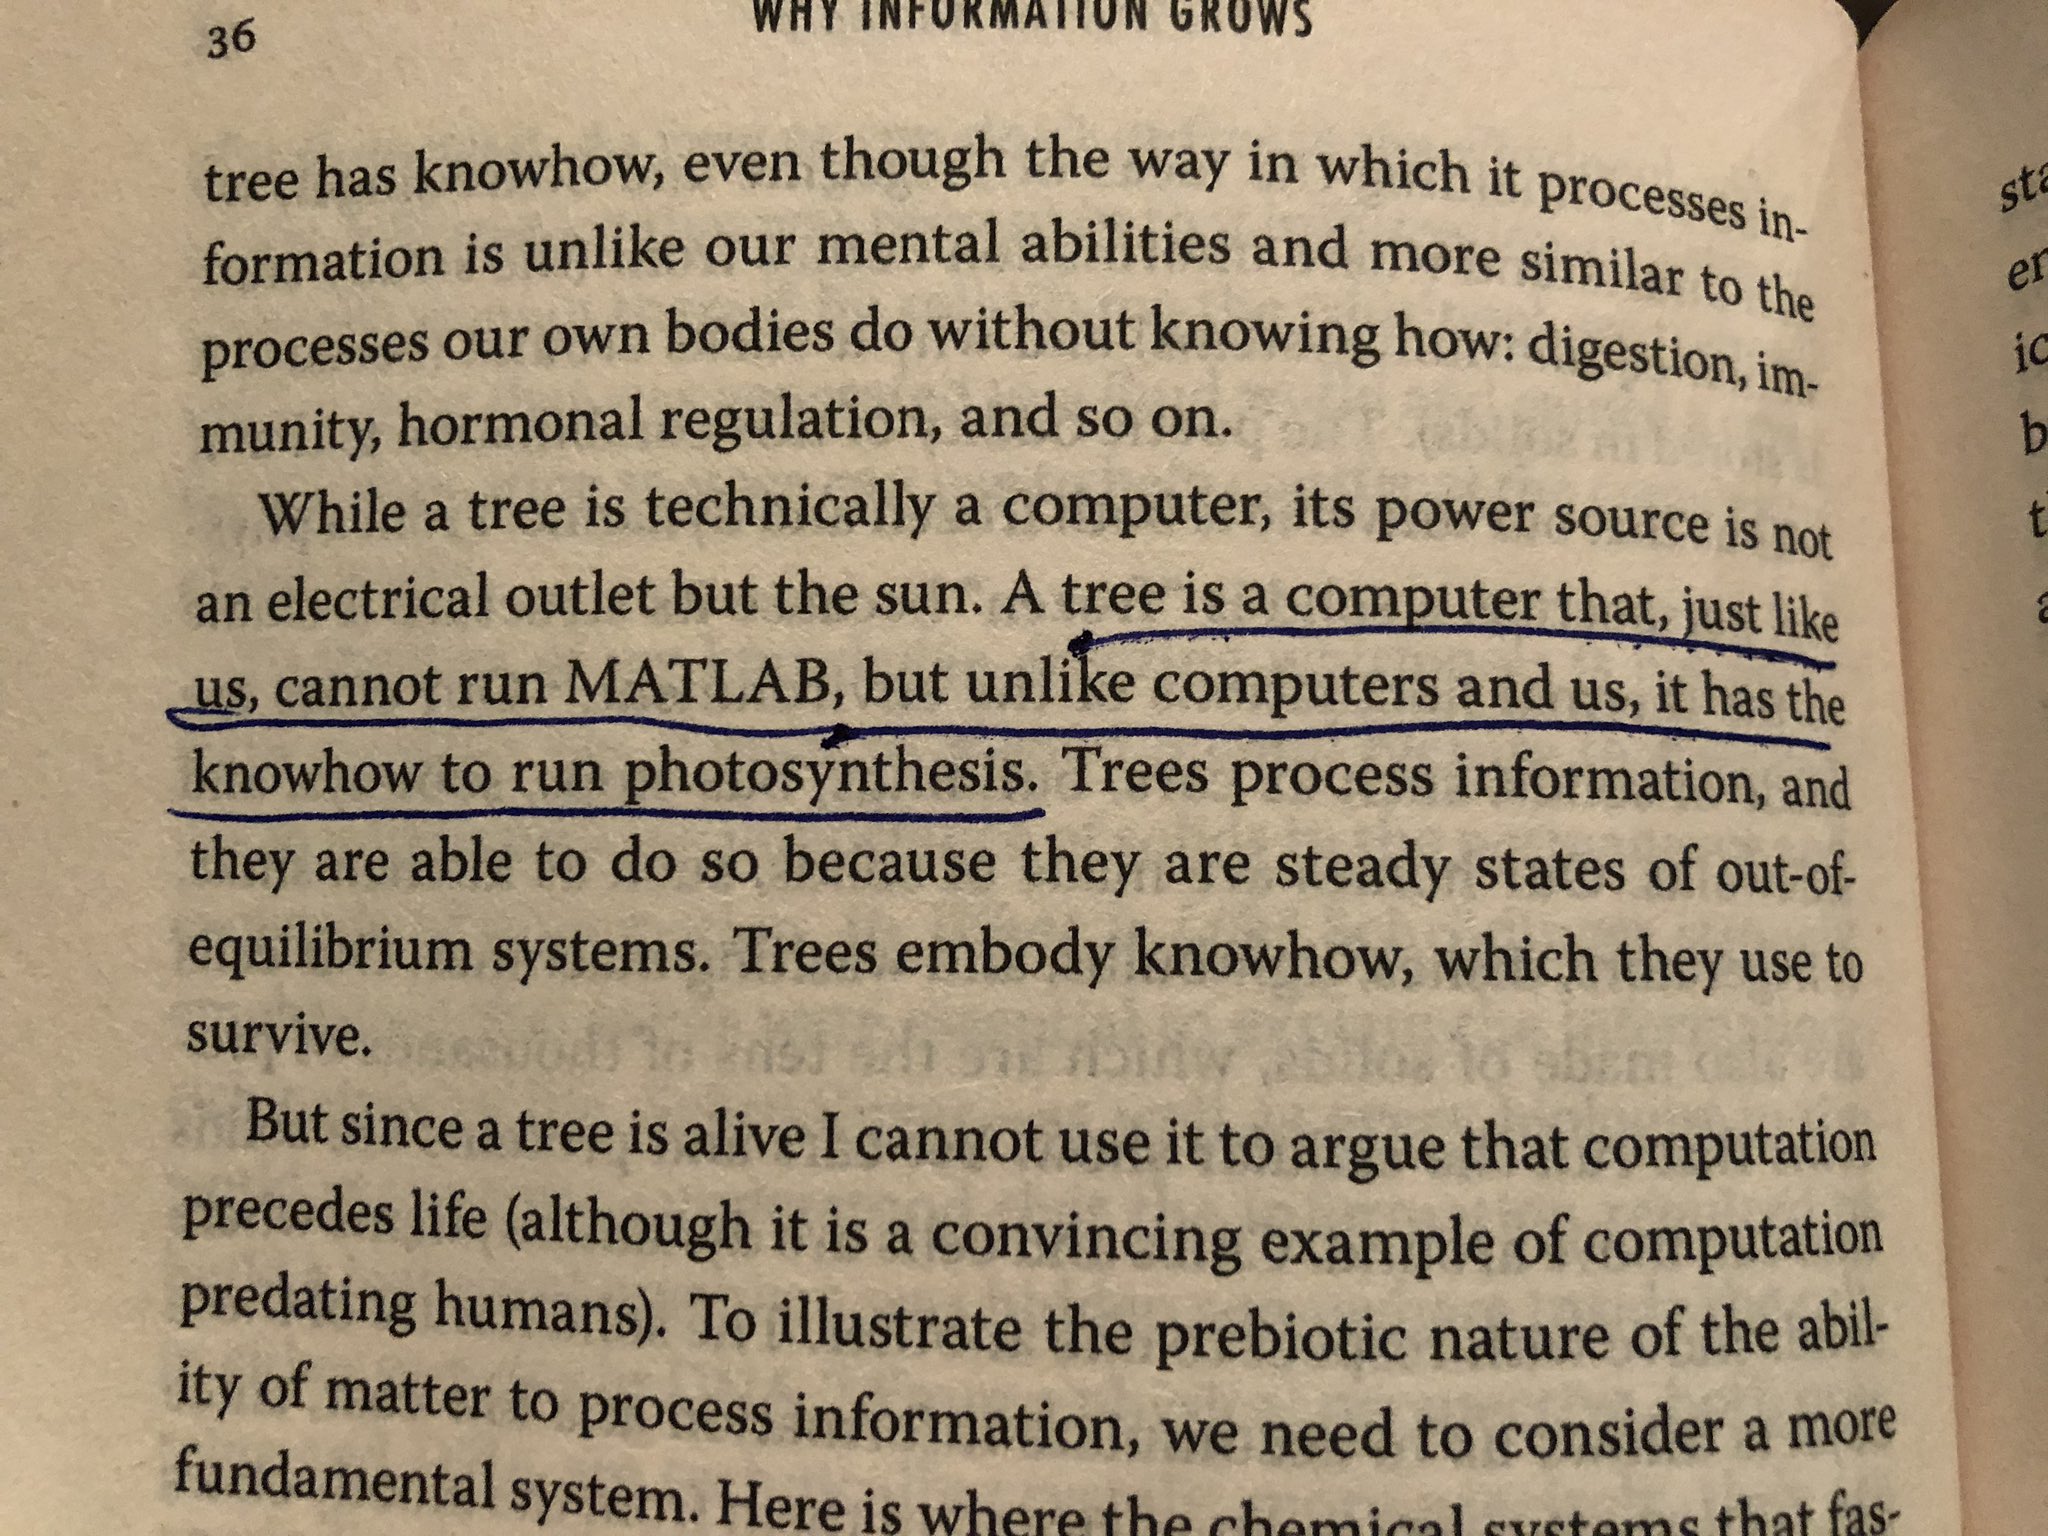 36
WHY INFORMATION GROWS
tree has knowhow, even though the way in which it processes in-
formation is unlike our mental abilities and more similar to the
processes our own bodies do without knowing how: digestion, im-
munity, hormonal regulation, and so on.
While a tree is technically a computer, its power source is not
an electrical outlet but the sun. A tree is a computer that, just like
us, cannot run MATLAB, but unlike computers and us, it has the
knowhow to run photosynthesis. Trees process information, and
they are able to do so because they are steady states of out-of-
equilibrium systems. Trees embody knowhow, which they use to
survive.
But since a tree is alive I cannot use it to argue that computation
precedes life (although it is a convincing example of computation
predating humans). To illustrate the prebiotic nature of the abil-
ity of matter to process information, we need to consider a more
fundamental system. Here is where the chemical systems that fas-